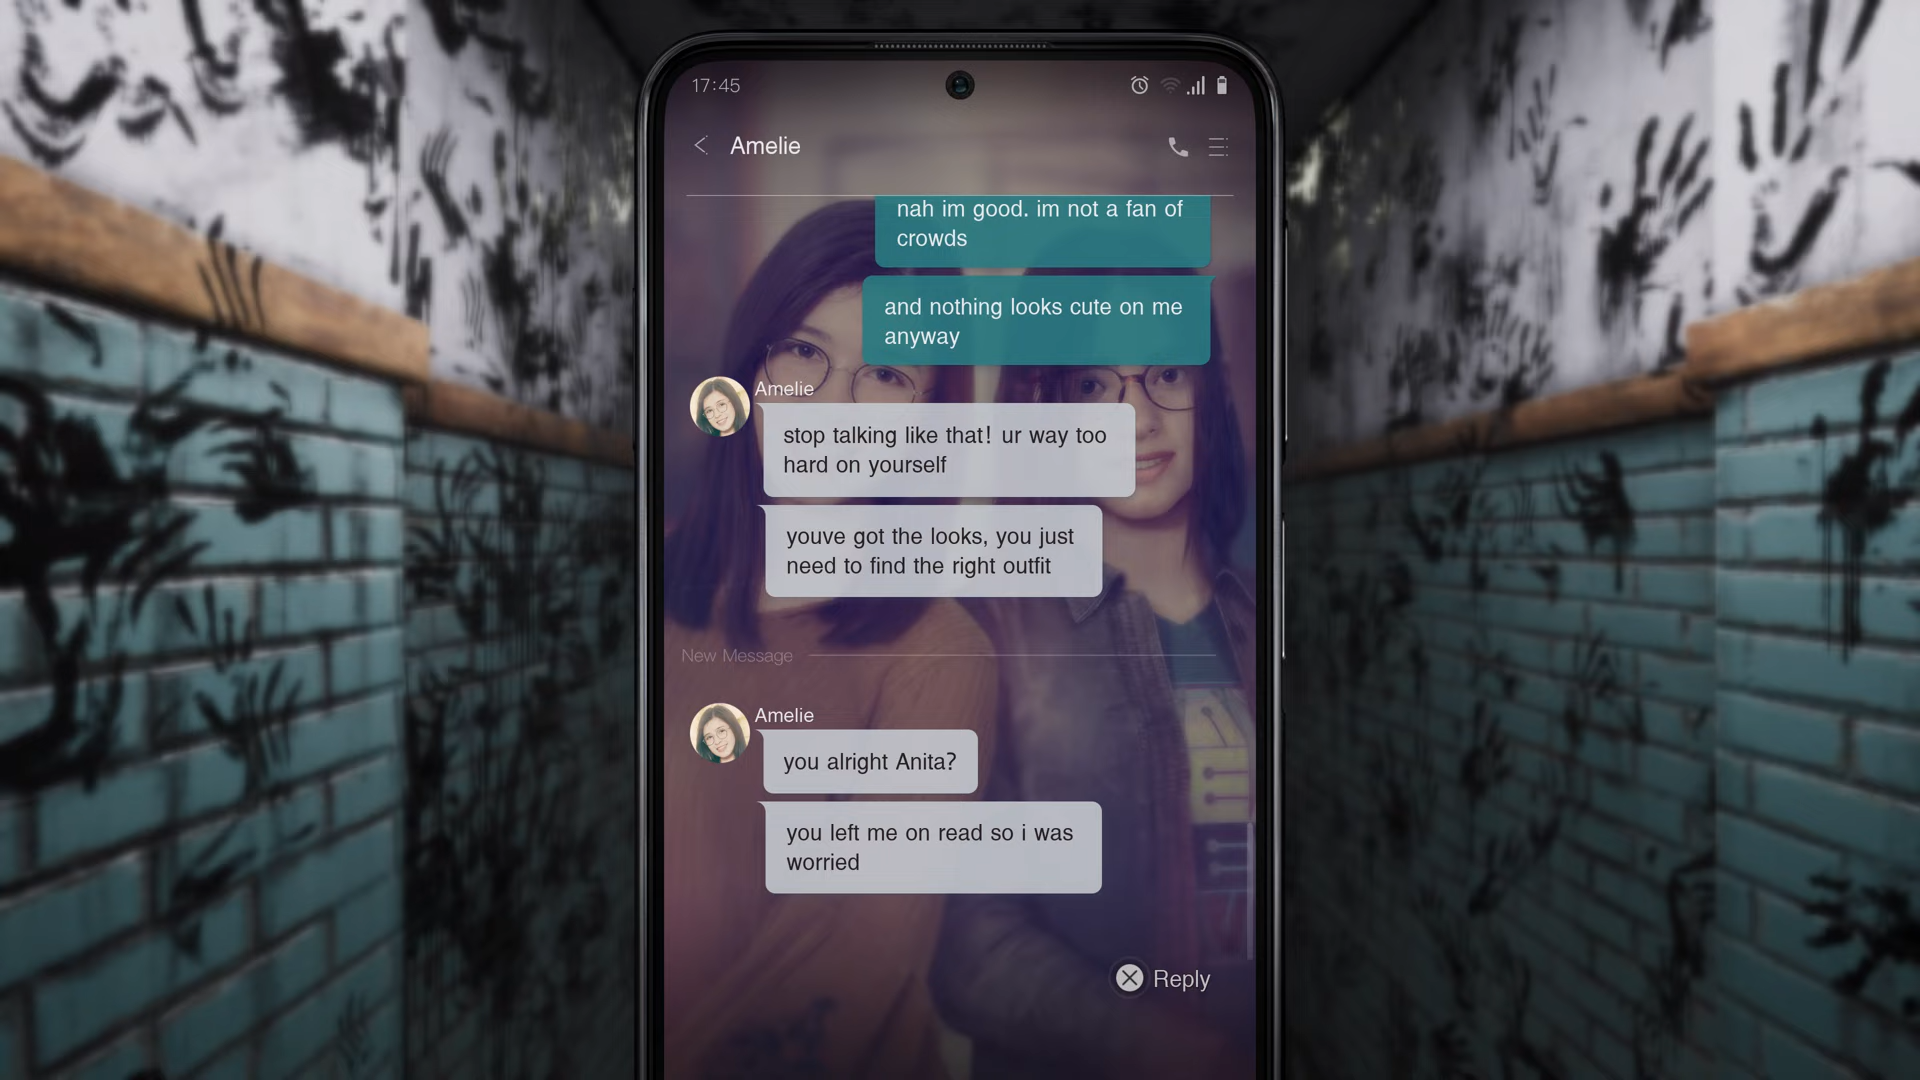 17:45
Amelie
nah im good. im not a fan of
crowds
and nothing looks cute on me
anyway
Amelie
stop talking like that! ur way too
hard on yourself
youve got the looks, you just
need to find the right outfit
New Message
Amelie
you alright Anita?
you left me on read so i was
worried
Reply